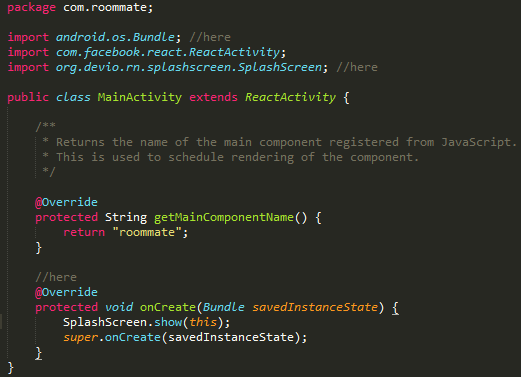 package com.roommate;
import android.os.Bundle; //here
import com.facebook.react.ReactActivity;
import org.devio.rn.splashscreen.SplashScreen; //here
public class MainActivity extends ReactActivity {
/**
* Returns the name of the main component registered from JavaScript.
* This is used to schedule rendering of the component.
*/
@Override
protected String getMainComponentName() {
return "roommate";
}
//here
@Override
protected void onCreate(Bundle savedInstanceState) {
SplashScreen.show(this);
super.onCreate(savedInstanceState);
}
}